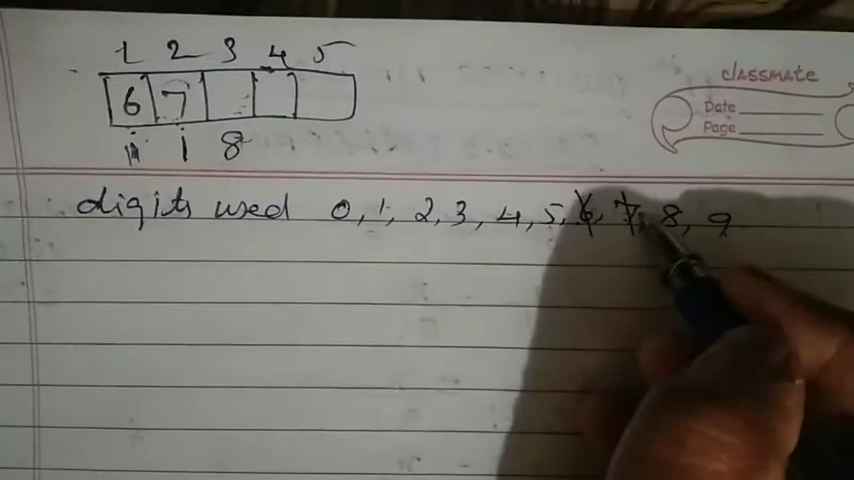 classmate
Date
Page
1 2 3 4 5
6 7
1 1 8
digits used 0, 1, 2, 3, 4, 5, 6, 7, 8, 9